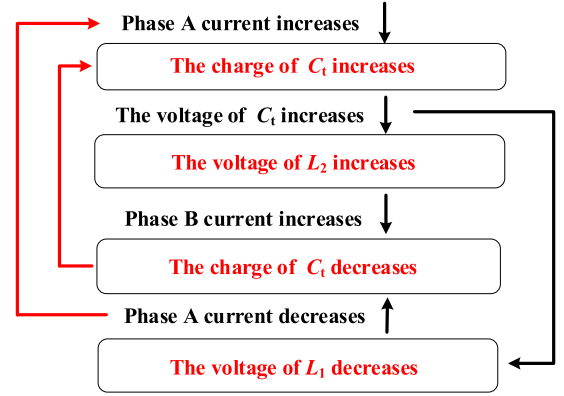 Phase A current increases
The charge of Ct increases
The voltage of Ct increases
The voltage of L2 increases
Phase B current increases
The charge of Ct decreases
Phase A current decreases
The voltage of L1 decreases